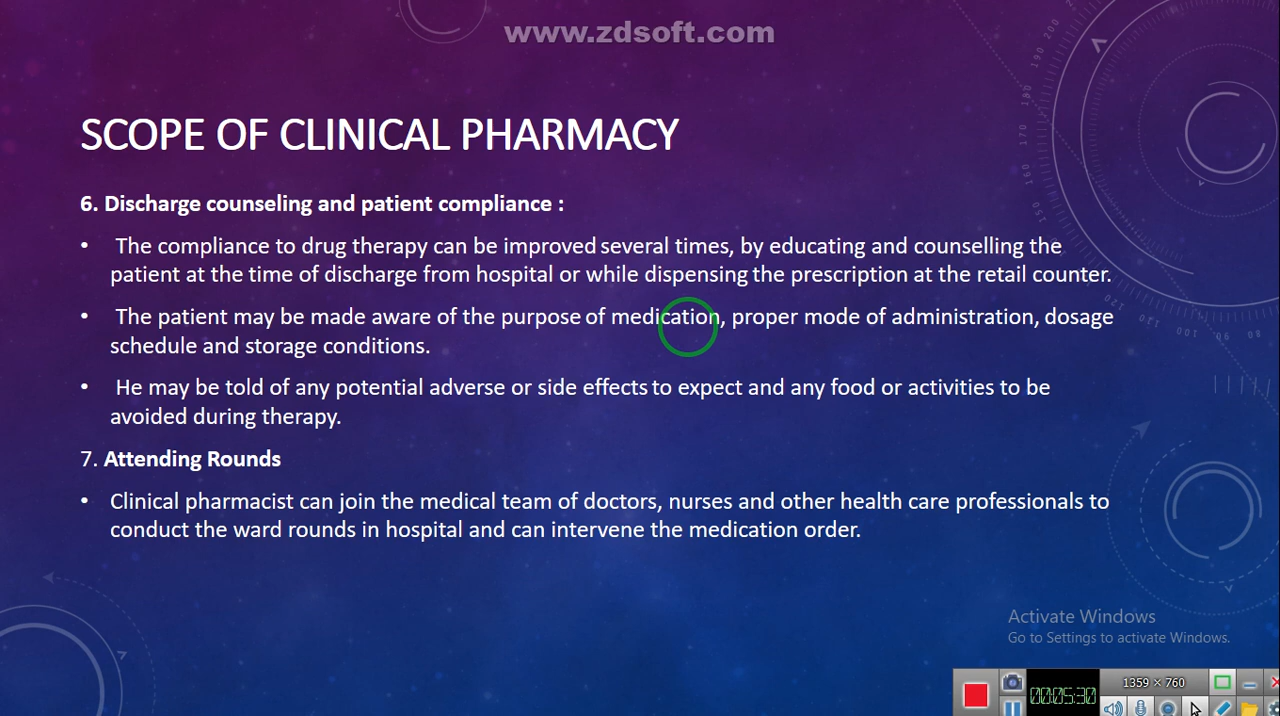 www.zdsoft.com
SCOPE OF CLINICAL PHARMACY
6. Discharge counseling and patient compliance :
• The compliance to drug therapy can be improved several times, by educating and counselling the
patient at the time of discharge from hospital or while dispensing the prescription at the retail counter.
• The patient may be made aware of the purpose of medication, proper mode of administration, dosage
schedule and storage conditions.
• He may be told of any potential adverse or side effects to expect and any food or activities to be
avoided during therapy.
7. Attending Rounds
• Clinical pharmacist can join the medical team of doctors, nurses and other health care professionals to
conduct the ward rounds in hospital and can intervene the medication order.
Activate Windows
Go to Settings to activate Windows.
00:05:30
1359 × 760